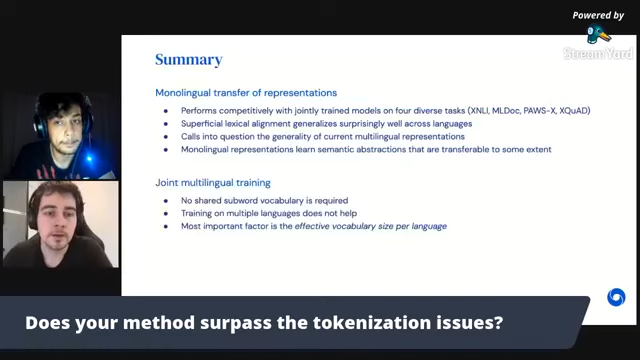 Powered by
StreamYard
Summary
Monolingual transfer of representations
• Performs competitively with jointly trained models on four diverse tasks (XNLI, MLDoc, PAWS-X, XQuAD)
• Superficial lexical alignment generalizes surprisingly well across languages
• Calls into question the generality of current multilingual representations
• Monolingual representations learn semantic abstractions that are transferable to some extent
Joint multilingual training
• No shared subword vocabulary is required
• Training on multiple languages does not help
• Most important factor is the effective vocabulary size per language
Does your method surpass the tokenization issues?